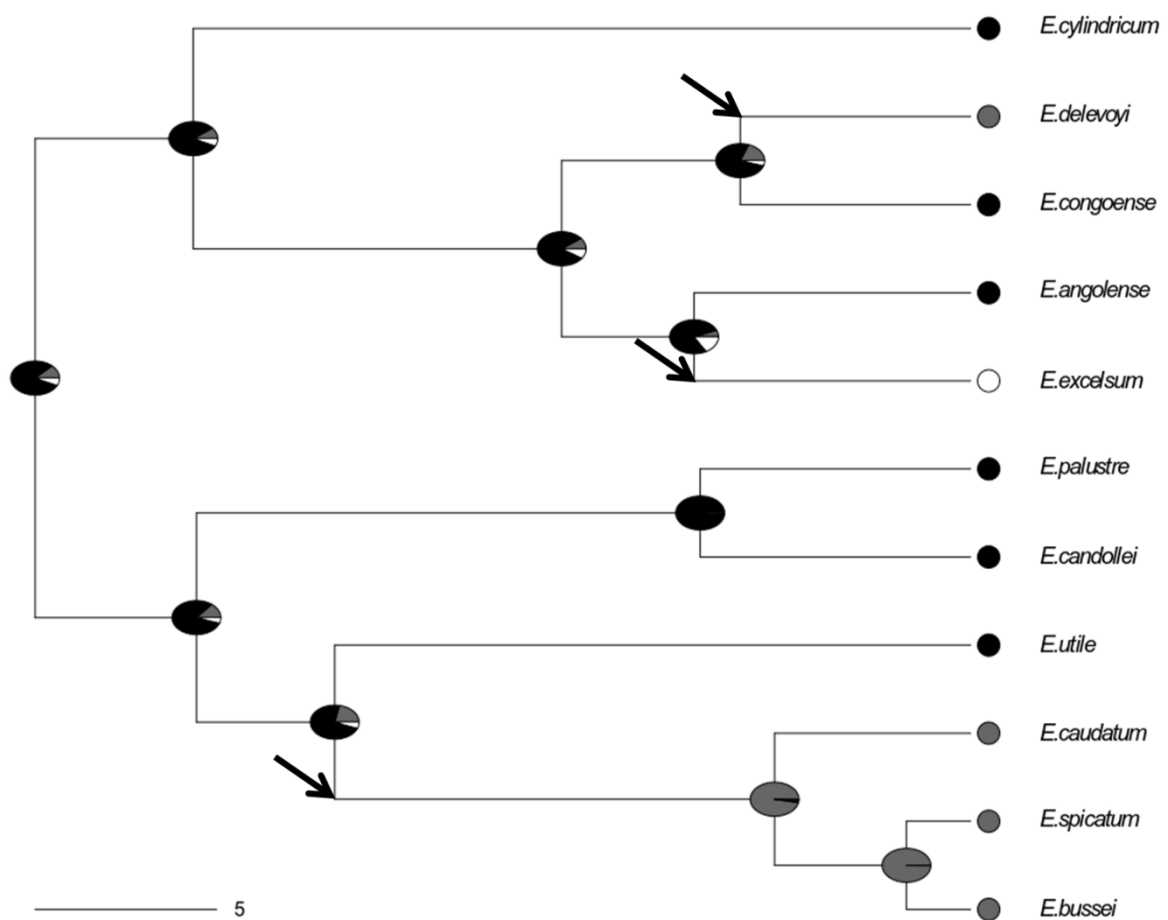 E.cylindricum
E.delevoyi
E.congoense
E.angolense
E.excelsum
E.palustre
E.candollei
E.utile
E.caudatum
E.spicatum
E.bussei
5